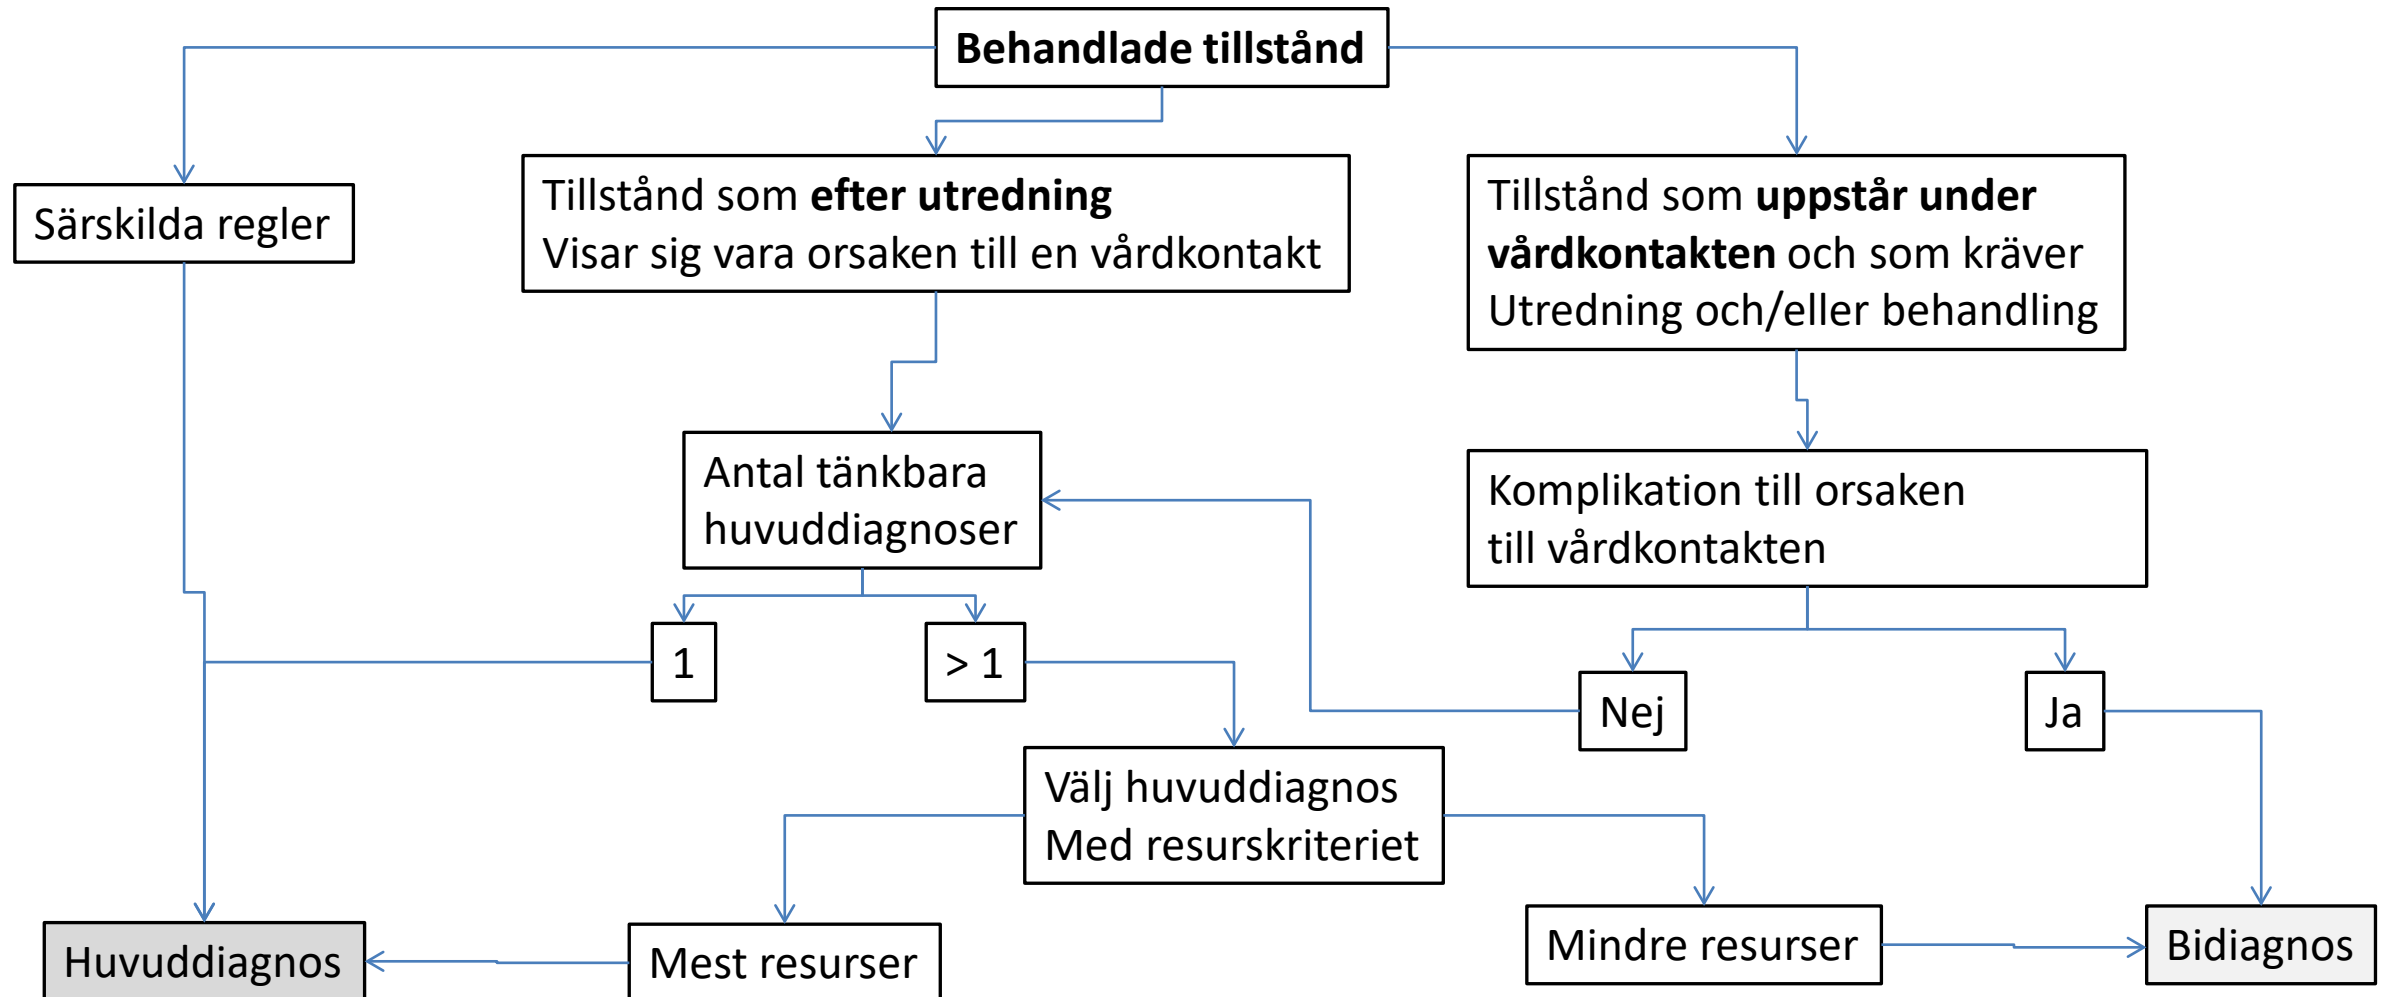 Behandlade tillstånd
Särskilda regler
Tillstånd som efter utredning
Visar sig vara orsaken till en vårdkontakt
Tillstånd som uppstår under
vårdkontakten och som kräver
Utredning och/eller behandling
Antal tänkbara
huvuddiagnoser
Komplikation till orsaken
till vårdkontakten
1
> 1
Nej
Ja
Välj huvuddiagnos
Med resurskriteriet
Huvuddiagnos
Mest resurser
Mindre resurser
Bidiagnos